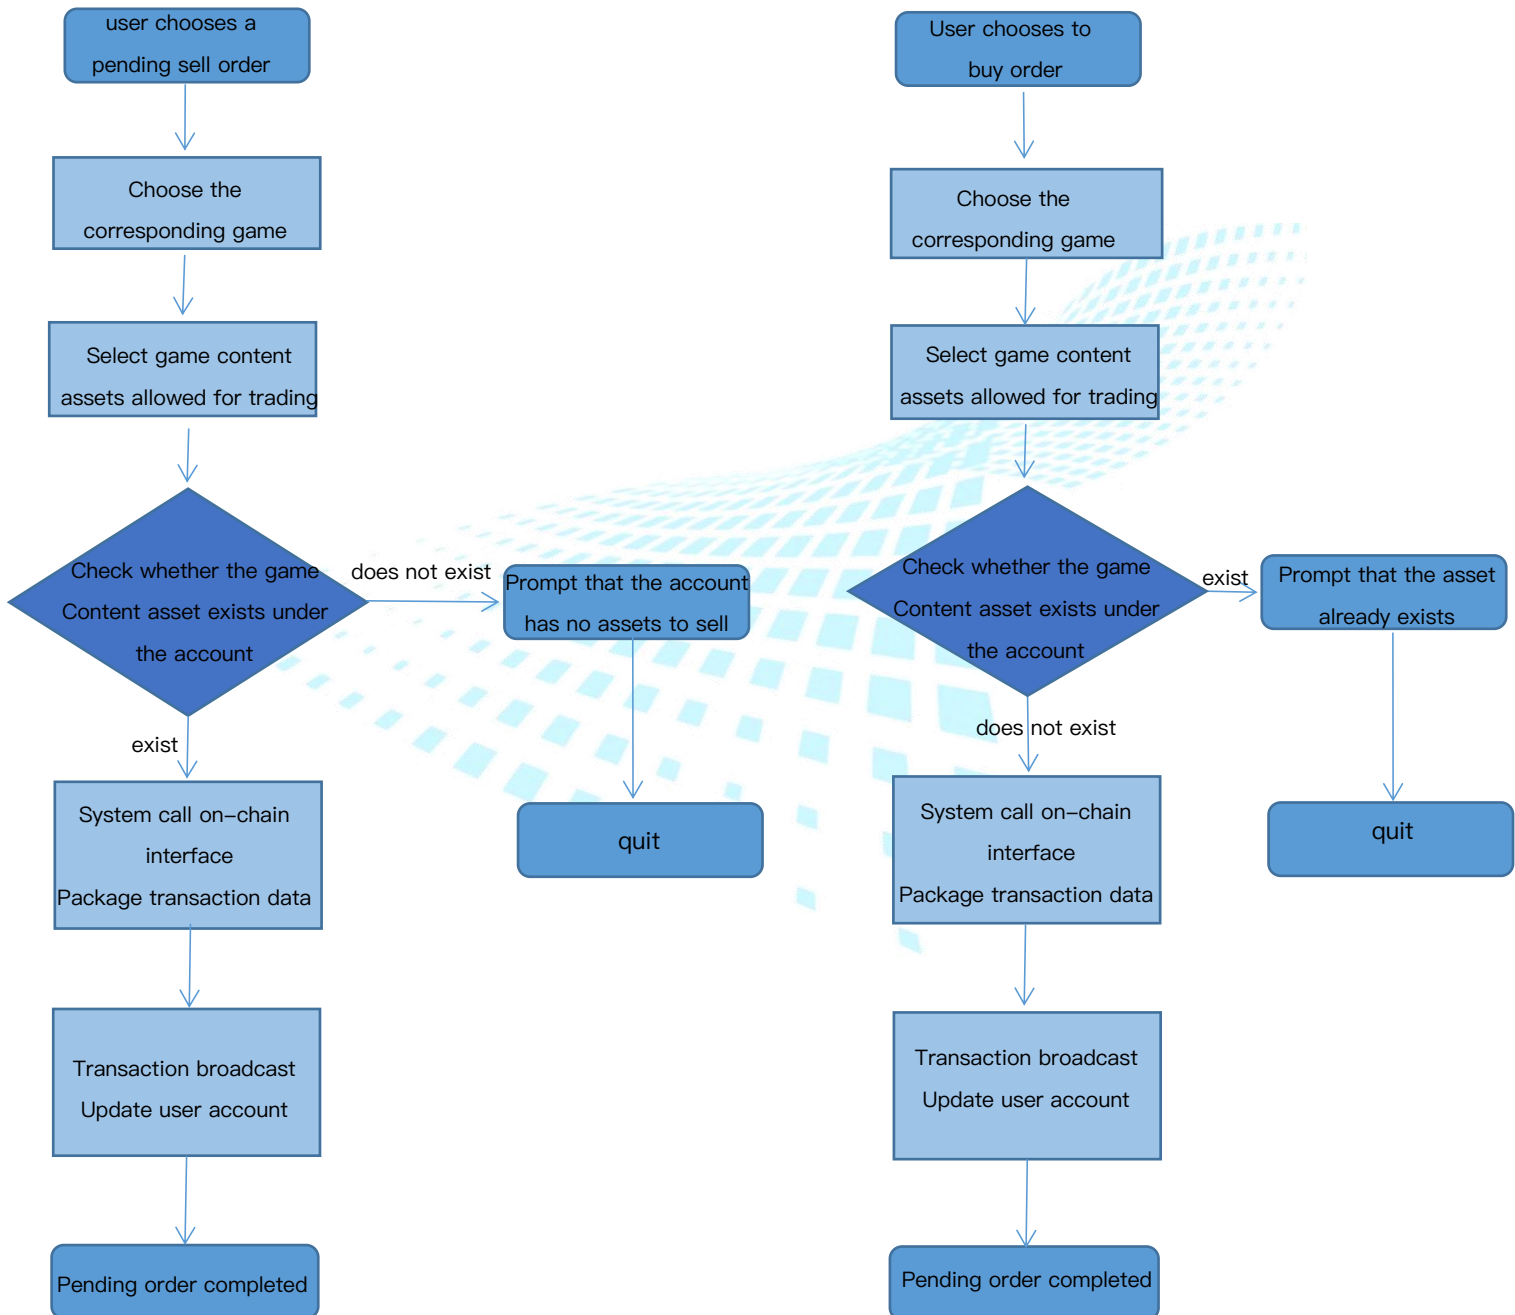 user chooses a
pending sell order
Choose the
corresponding game
Select game content
assets allowed for trading
Check whether the game
Content asset exists under
the account
does not exist
Prompt that the account
has no assets to sell
quit
exist
System call on-chain
interface
Package transaction data
Transaction broadcast
Update user account
Pending order completed
User chooses to
buy order
Choose the
corresponding game
Select game content
assets allowed for trading
Check whether the game
Content asset exists under
the account
exist
Prompt that the asset
already exists
quit
does not exist
System call on-chain
interface
Package transaction data
Transaction broadcast
Update user account
Pending order completed